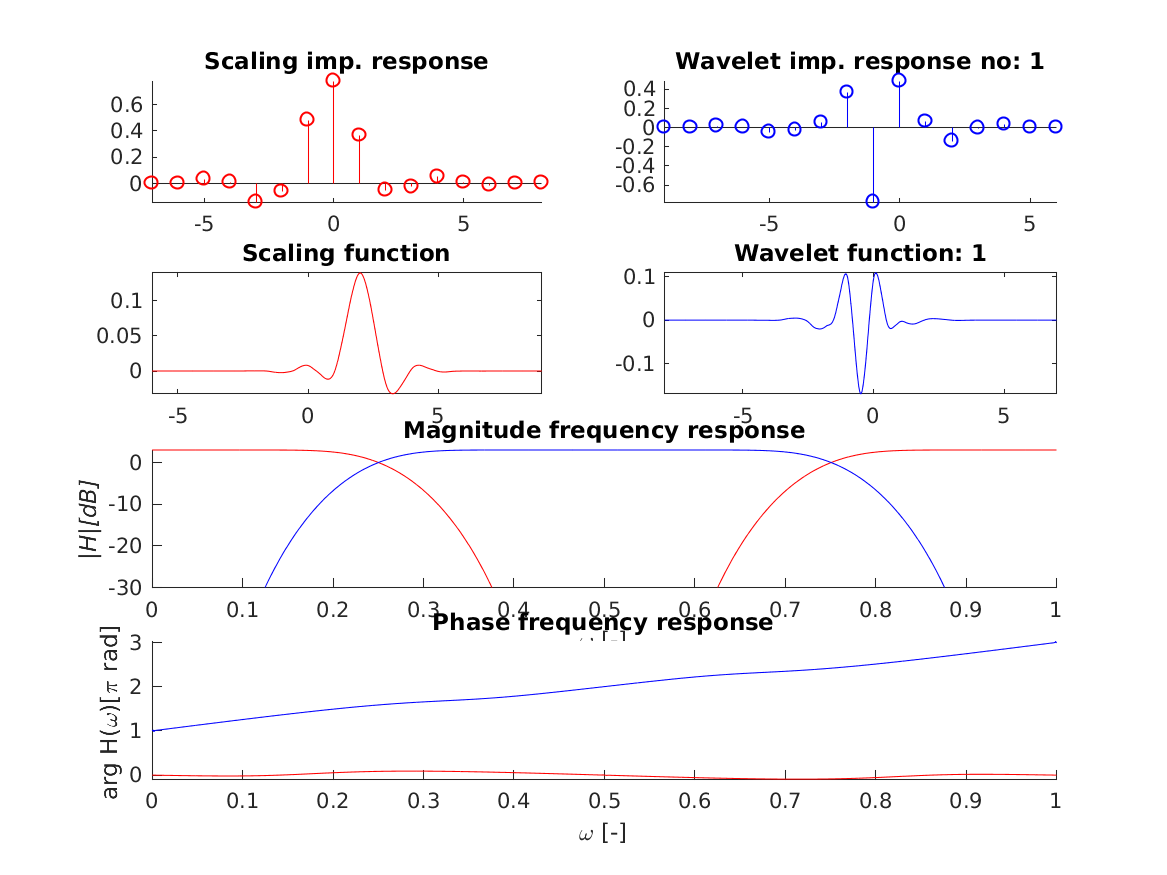 Scaling imp. response
0.6
0.4
0.2
0
-5 0 5
Wavelet imp. response no: 1
0.4
0.2
0
-0.2
-0.4
-0.6
-5 0 5
Scaling function
0.1
0.05
0
-5 0 5
Wavelet function: 1
0.1
0
-0.1
-5 0 5
Magnitude frequency response
|H|[dB]
0
-10
-20
-30
0 0.1 0.2 0.3 0.4 0.5 0.6 0.7 0.8 0.9 1
Phase frequency response
arg H(ω)[π rad]
3
2
1
0
0 0.1 0.2 0.3 0.4 0.5 0.6 0.7 0.8 0.9 1
ω [-]